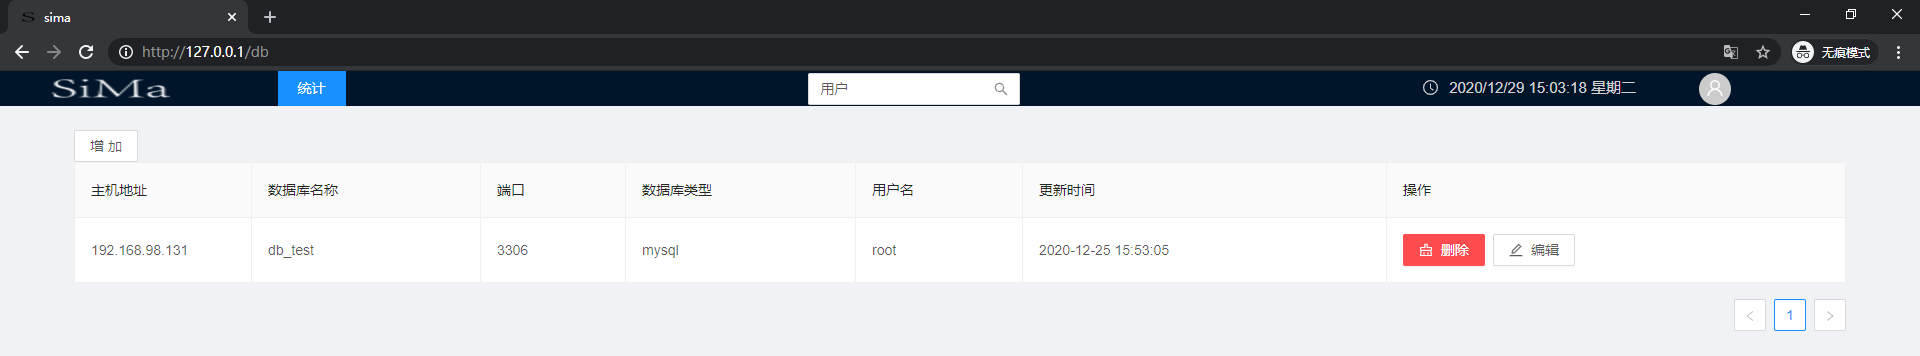 S sima
http://127.0.0.1/db 无痕模式
SiMa 统计 用户 2020/12/29 15:03:18 星期二
增 加
主机地址 数据库名称 端口 数据库类型 用户名 更新时间 操作
192.168.98.131 db_test 3306 mysql root 2020-12-25 15:53:05 删除 编辑
< 1 >